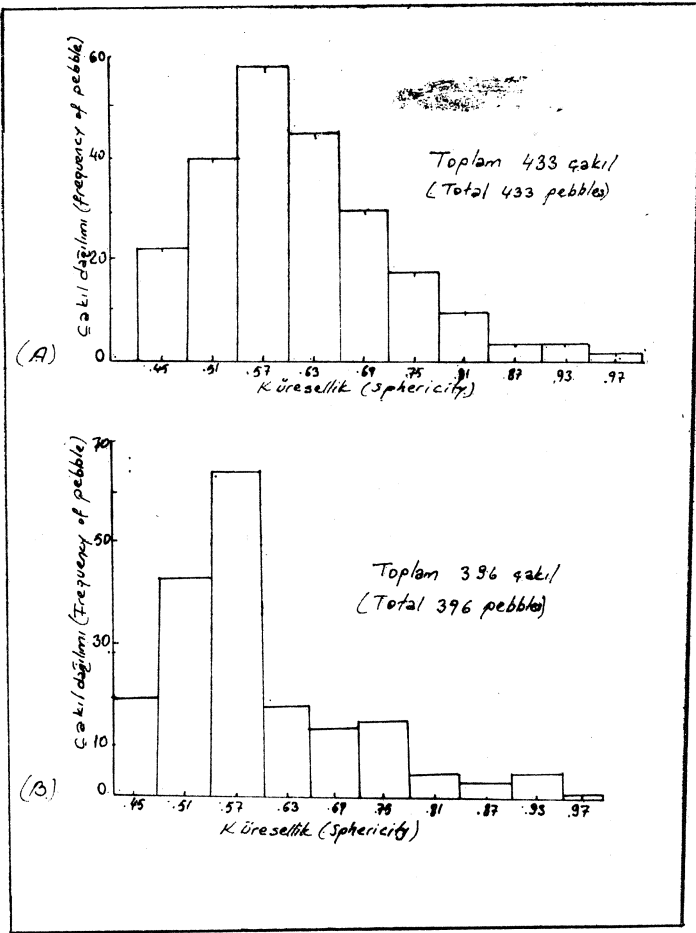 (A)
Çakıl dağılımı (frequency of pebble)
60
40
20
0
Toplam 433 çakıl
(Total 433 pebbles)
.45 .51 .57 .63 .69 .75 .81 .87 .93 .97
Küresellik (Sphericity)
(B)
Çakıl dağılımı (Frequency of pebble)
70
50
30
10
0
Toplam 396 çakıl
(Total 396 pebbles)
.45 .51 .57 .63 .69 .75 .81 .87 .93 .97
Küresellik (Sphericity)